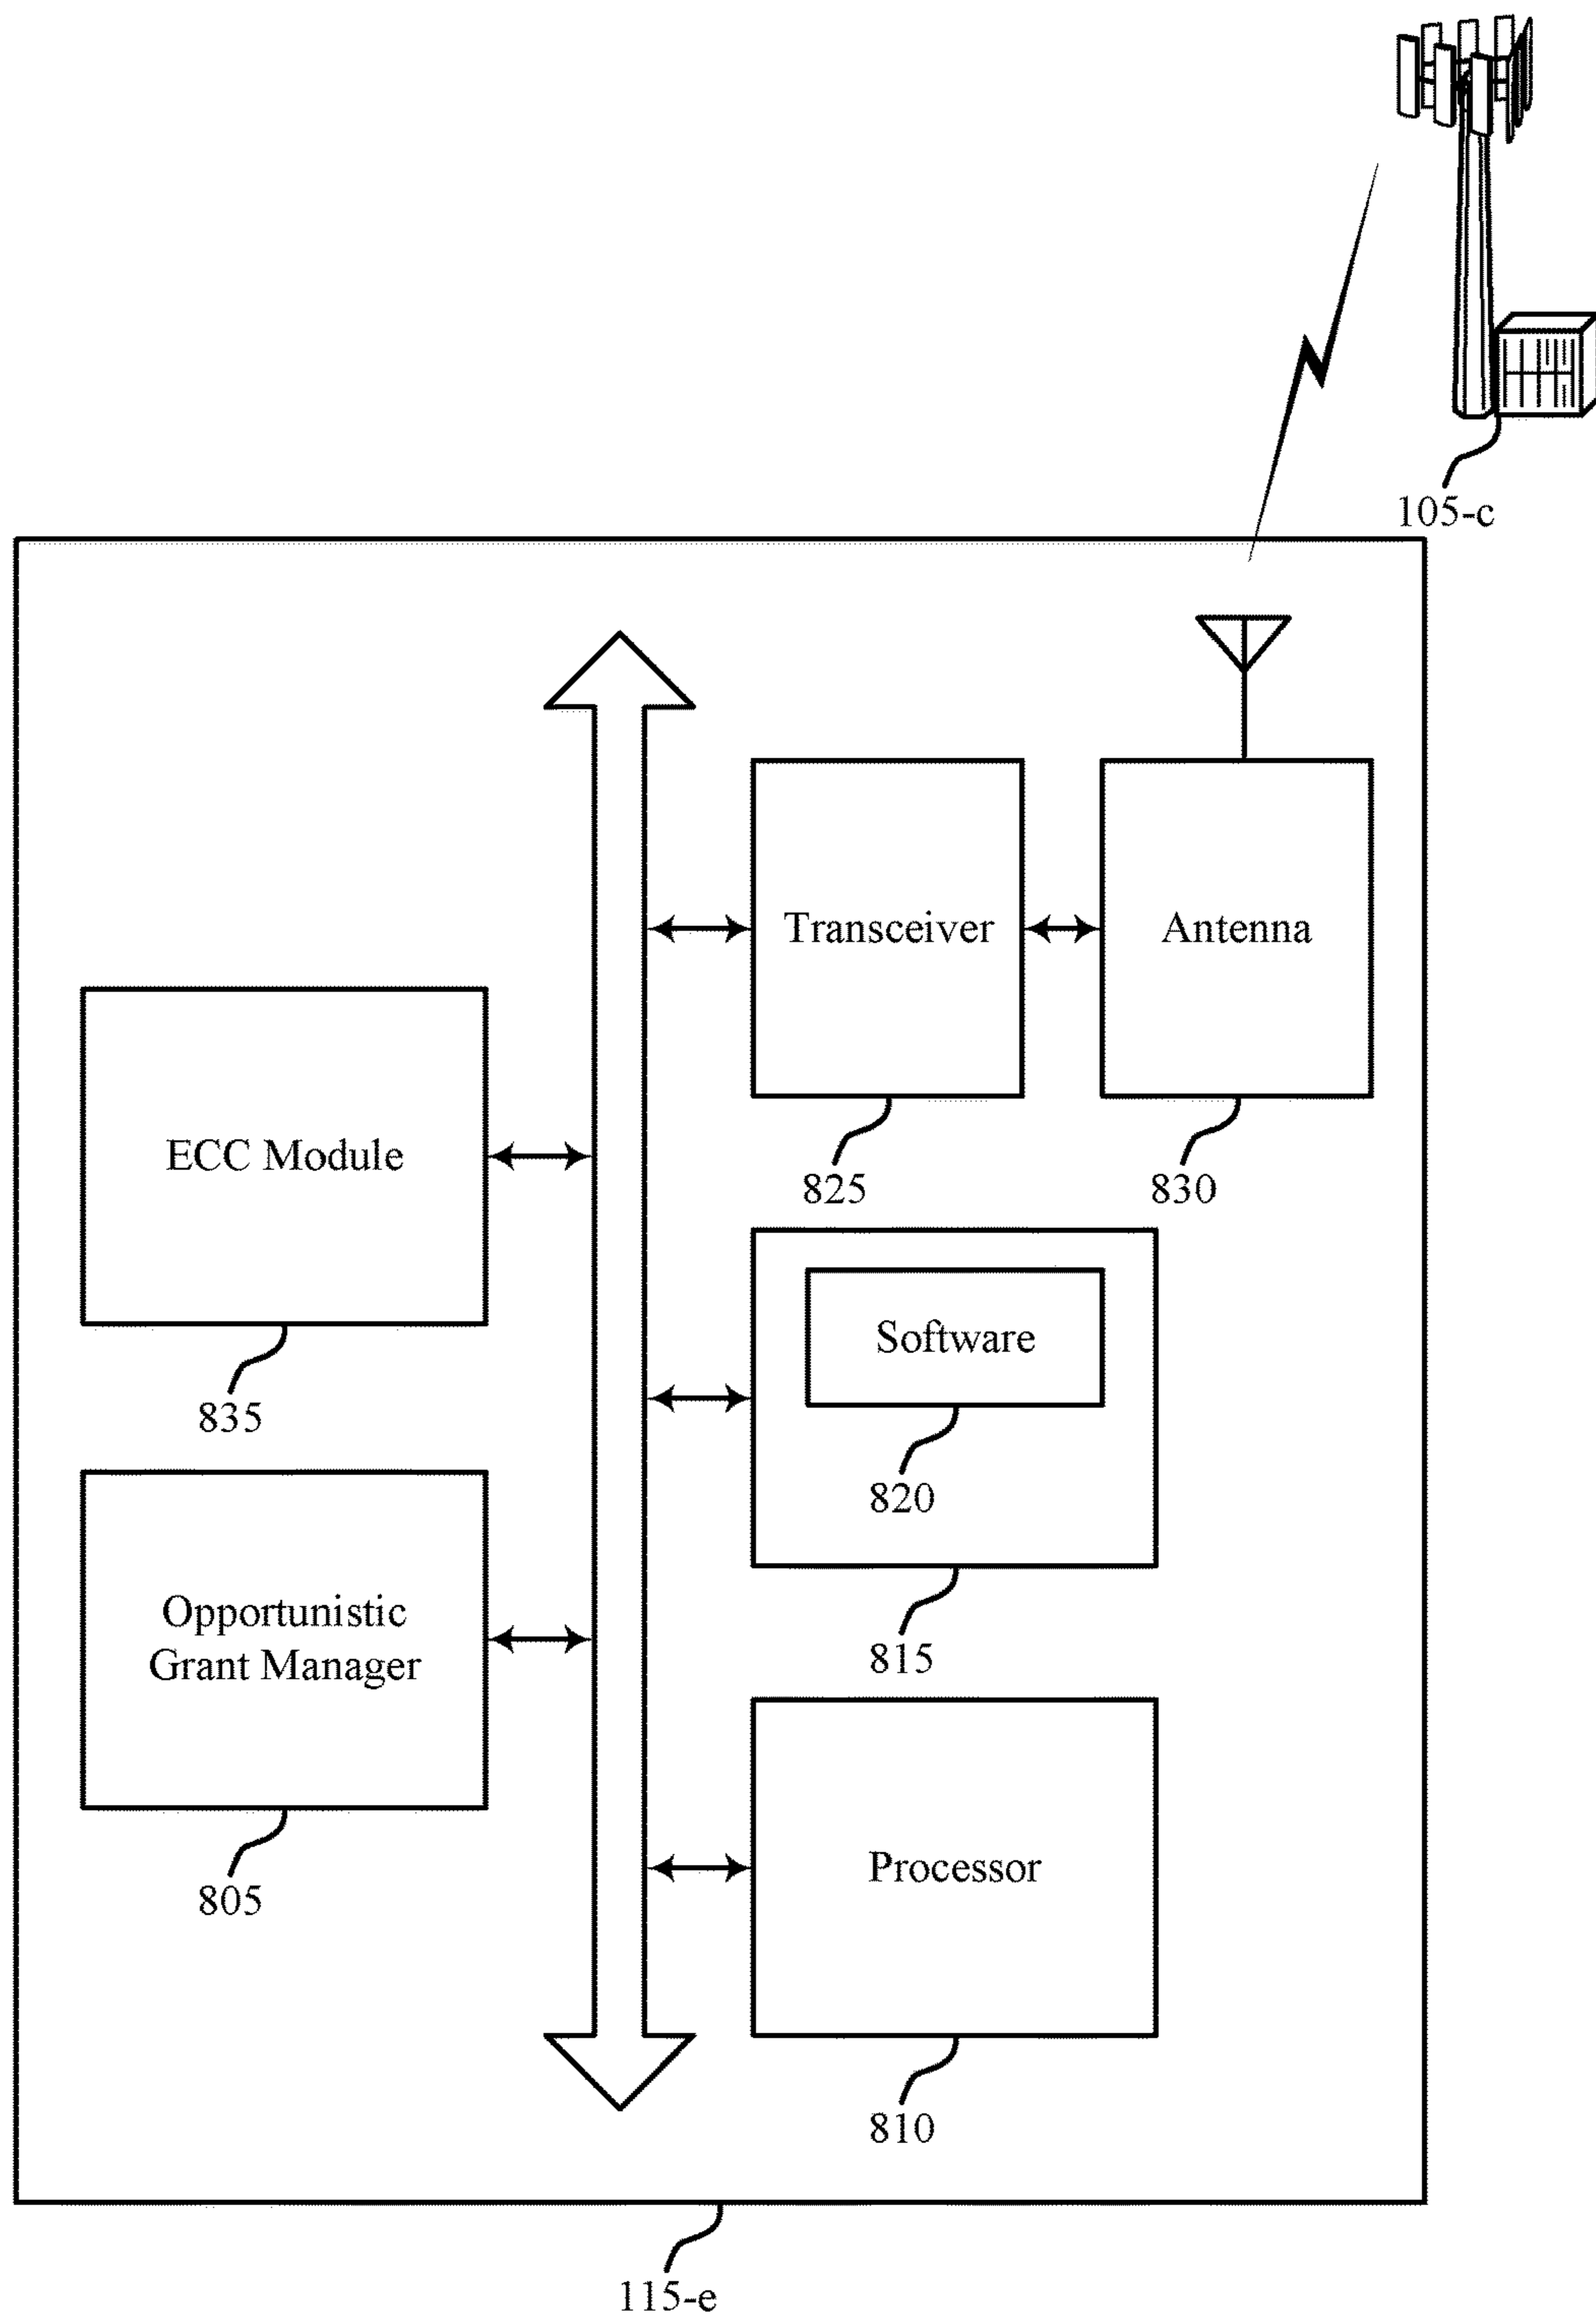 105-c
Transceiver
Antenna
825
830
ECC Module
835
Software
820
815
Opportunistic
Grant Manager
805
Processor
810
115-e